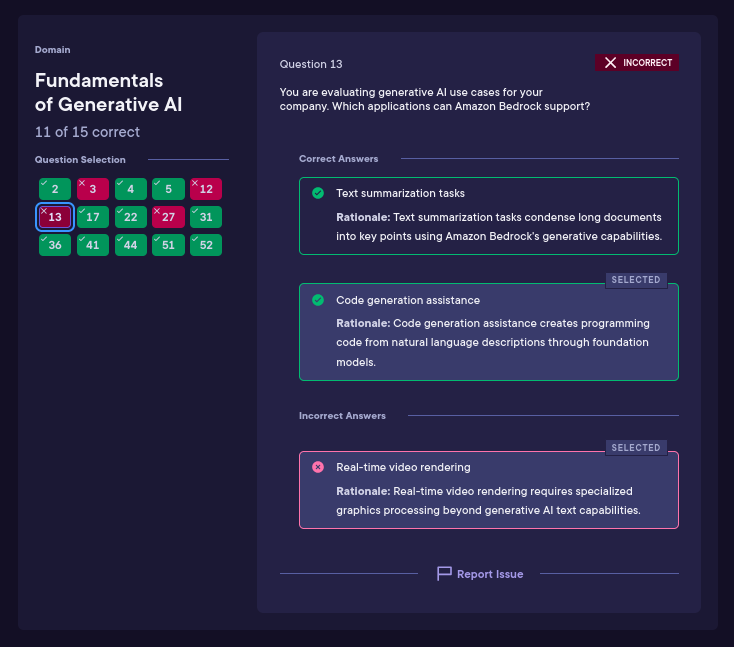 Domain
Fundamentals
of Generative AI
11 of 15 correct
Question Selection
2 3 4 5 12
13 17 22 27 31
36 41 44 51 52
Question 13
INCORRECT
You are evaluating generative AI use cases for your
company. Which applications can Amazon Bedrock support?
Correct Answers
Text summarization tasks
Rationale: Text summarization tasks condense long documents
into key points using Amazon Bedrock's generative capabilities.
SELECTED
Code generation assistance
Rationale: Code generation assistance creates programming
code from natural language descriptions through foundation
models.
Incorrect Answers
SELECTED
Real-time video rendering
Rationale: Real-time video rendering requires specialized
graphics processing beyond generative AI text capabilities.
Report Issue